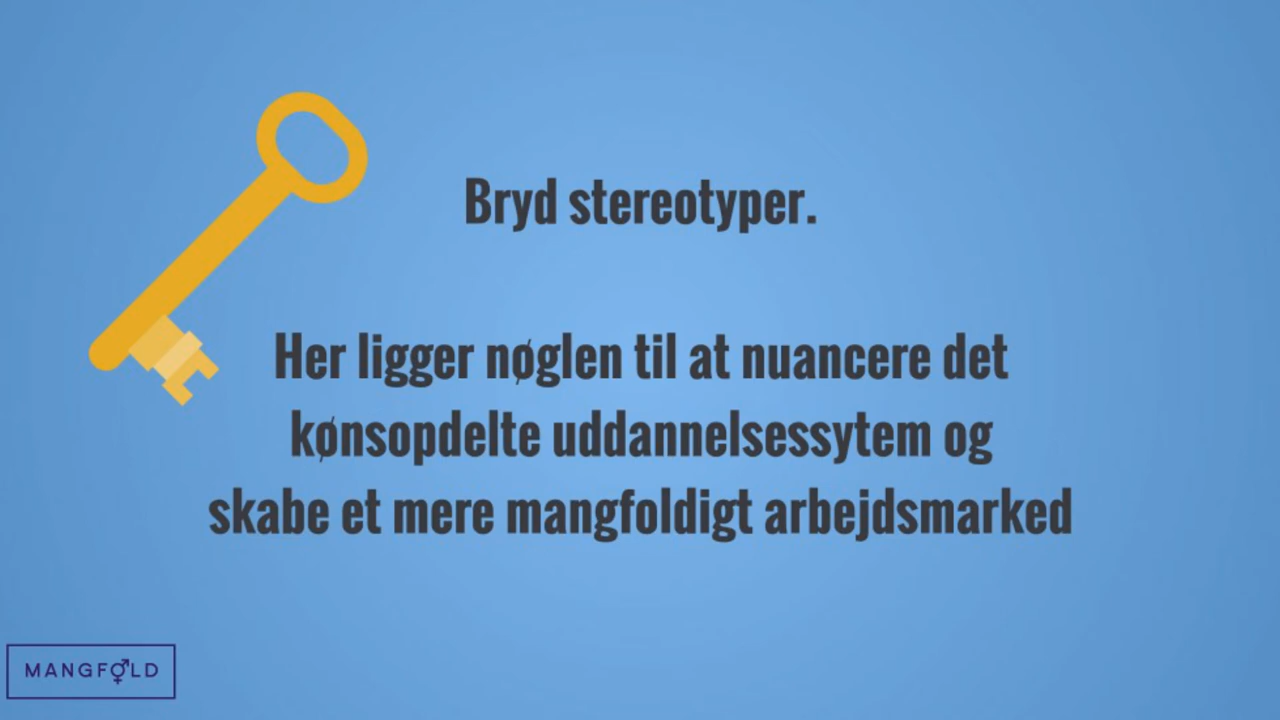 Bryd stereotyper.
Her ligger nøglen til at nuancere det
kønsopdelte uddannelsessytem og
skabe et mere mangfoldigt arbejdsmarked
MANGFOLD